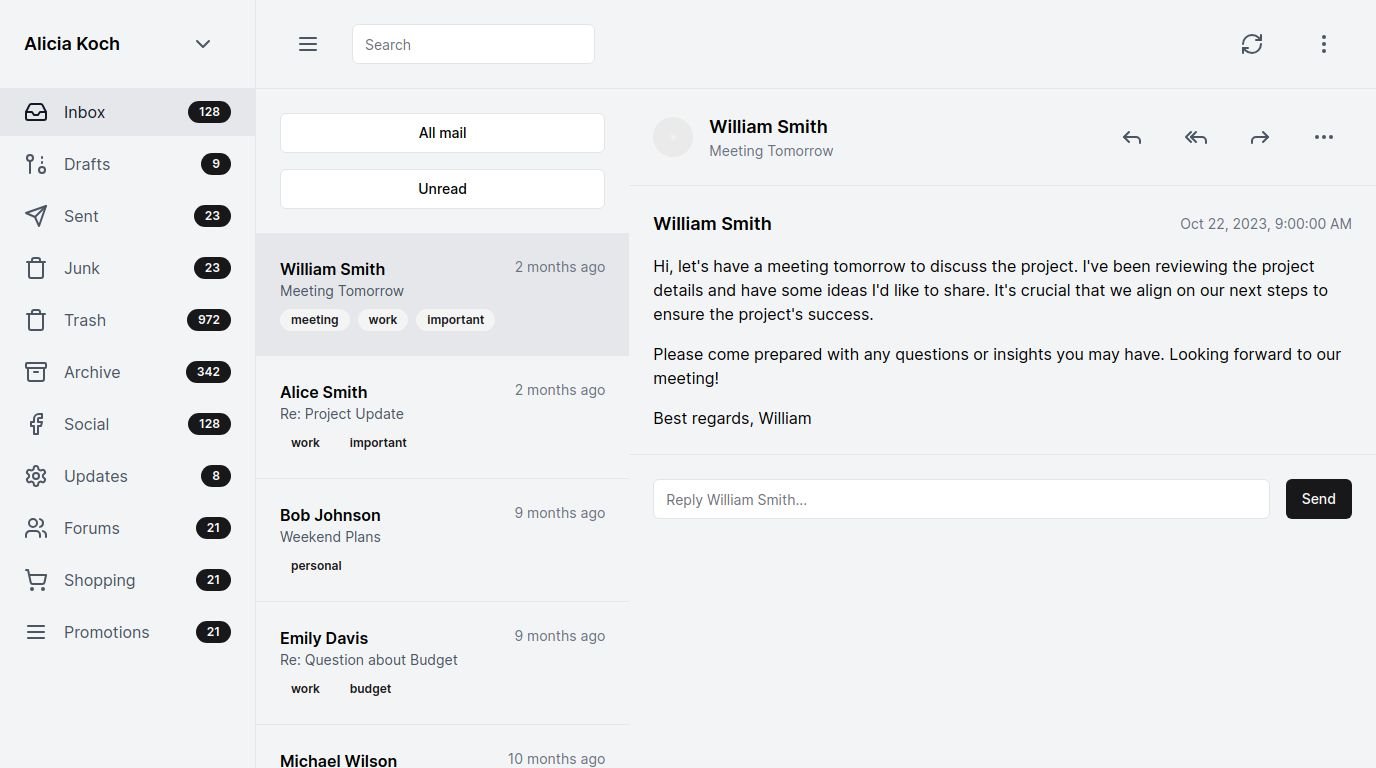 Alicia Koch
Inbox 128
Drafts 9
Sent 23
Junk 23
Trash 972
Archive 342
Social 128
Updates 8
Forums 21
Shopping 21
Promotions 21
Search
All mail
Unread
William Smith 2 months ago
Meeting Tomorrow
meeting work important
Alice Smith 2 months ago
Re: Project Update
work important
Bob Johnson 9 months ago
Weekend Plans
personal
Emily Davis 9 months ago
Re: Question about Budget
work budget
Michael Wilson 10 months ago
William Smith
Meeting Tomorrow
William Smith Oct 22, 2023, 9:00:00 AM
Hi, let's have a meeting tomorrow to discuss the project. I've been reviewing the project
details and have some ideas I'd like to share. It's crucial that we align on our next steps to
ensure the project's success.
Please come prepared with any questions or insights you may have. Looking forward to our
meeting!
Best regards, William
Reply William Smith...
Send